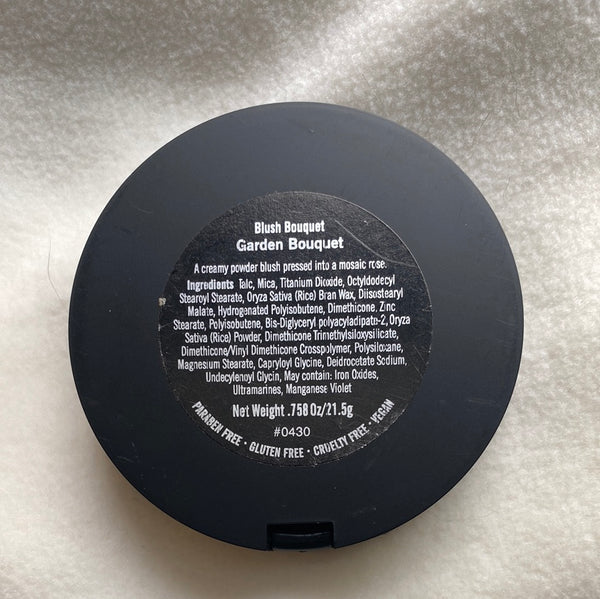 Blush Bouquet
Garden Bouquet
A creamy powder blush pressed into a mosaic rose.
Ingredients Talc, Mica, Titanium Dioxide, Octyldodecyl
Stearoyl Stearate, Oryza Sativa (Rice) Bran Wax, Diisostearyl
Malate, Hydrogenated Polyisobutene, Dimethicone. Zinc
Stearate, Polyisobutene, Bis-Diglyceryl polyacyladipate-2, Oryza
Sativa (Rice) Powder, Dimethicone Trimethylsiloxysilicate,
Dimethicone/Vinyl Dimethicone Crosspolymer, Polysiloxane,
Magnesium Stearate, Capryloyl Glycine, Deidrocetate Sodium,
Undecylenoyl Glycin, May contain: Iron Oxides,
Ultramarines, Manganese Violet
Net Weight .758 Oz/21.5g
#0430
PARABEN FREE · GLUTEN FREE · CRUELTY FREE · VEGAN